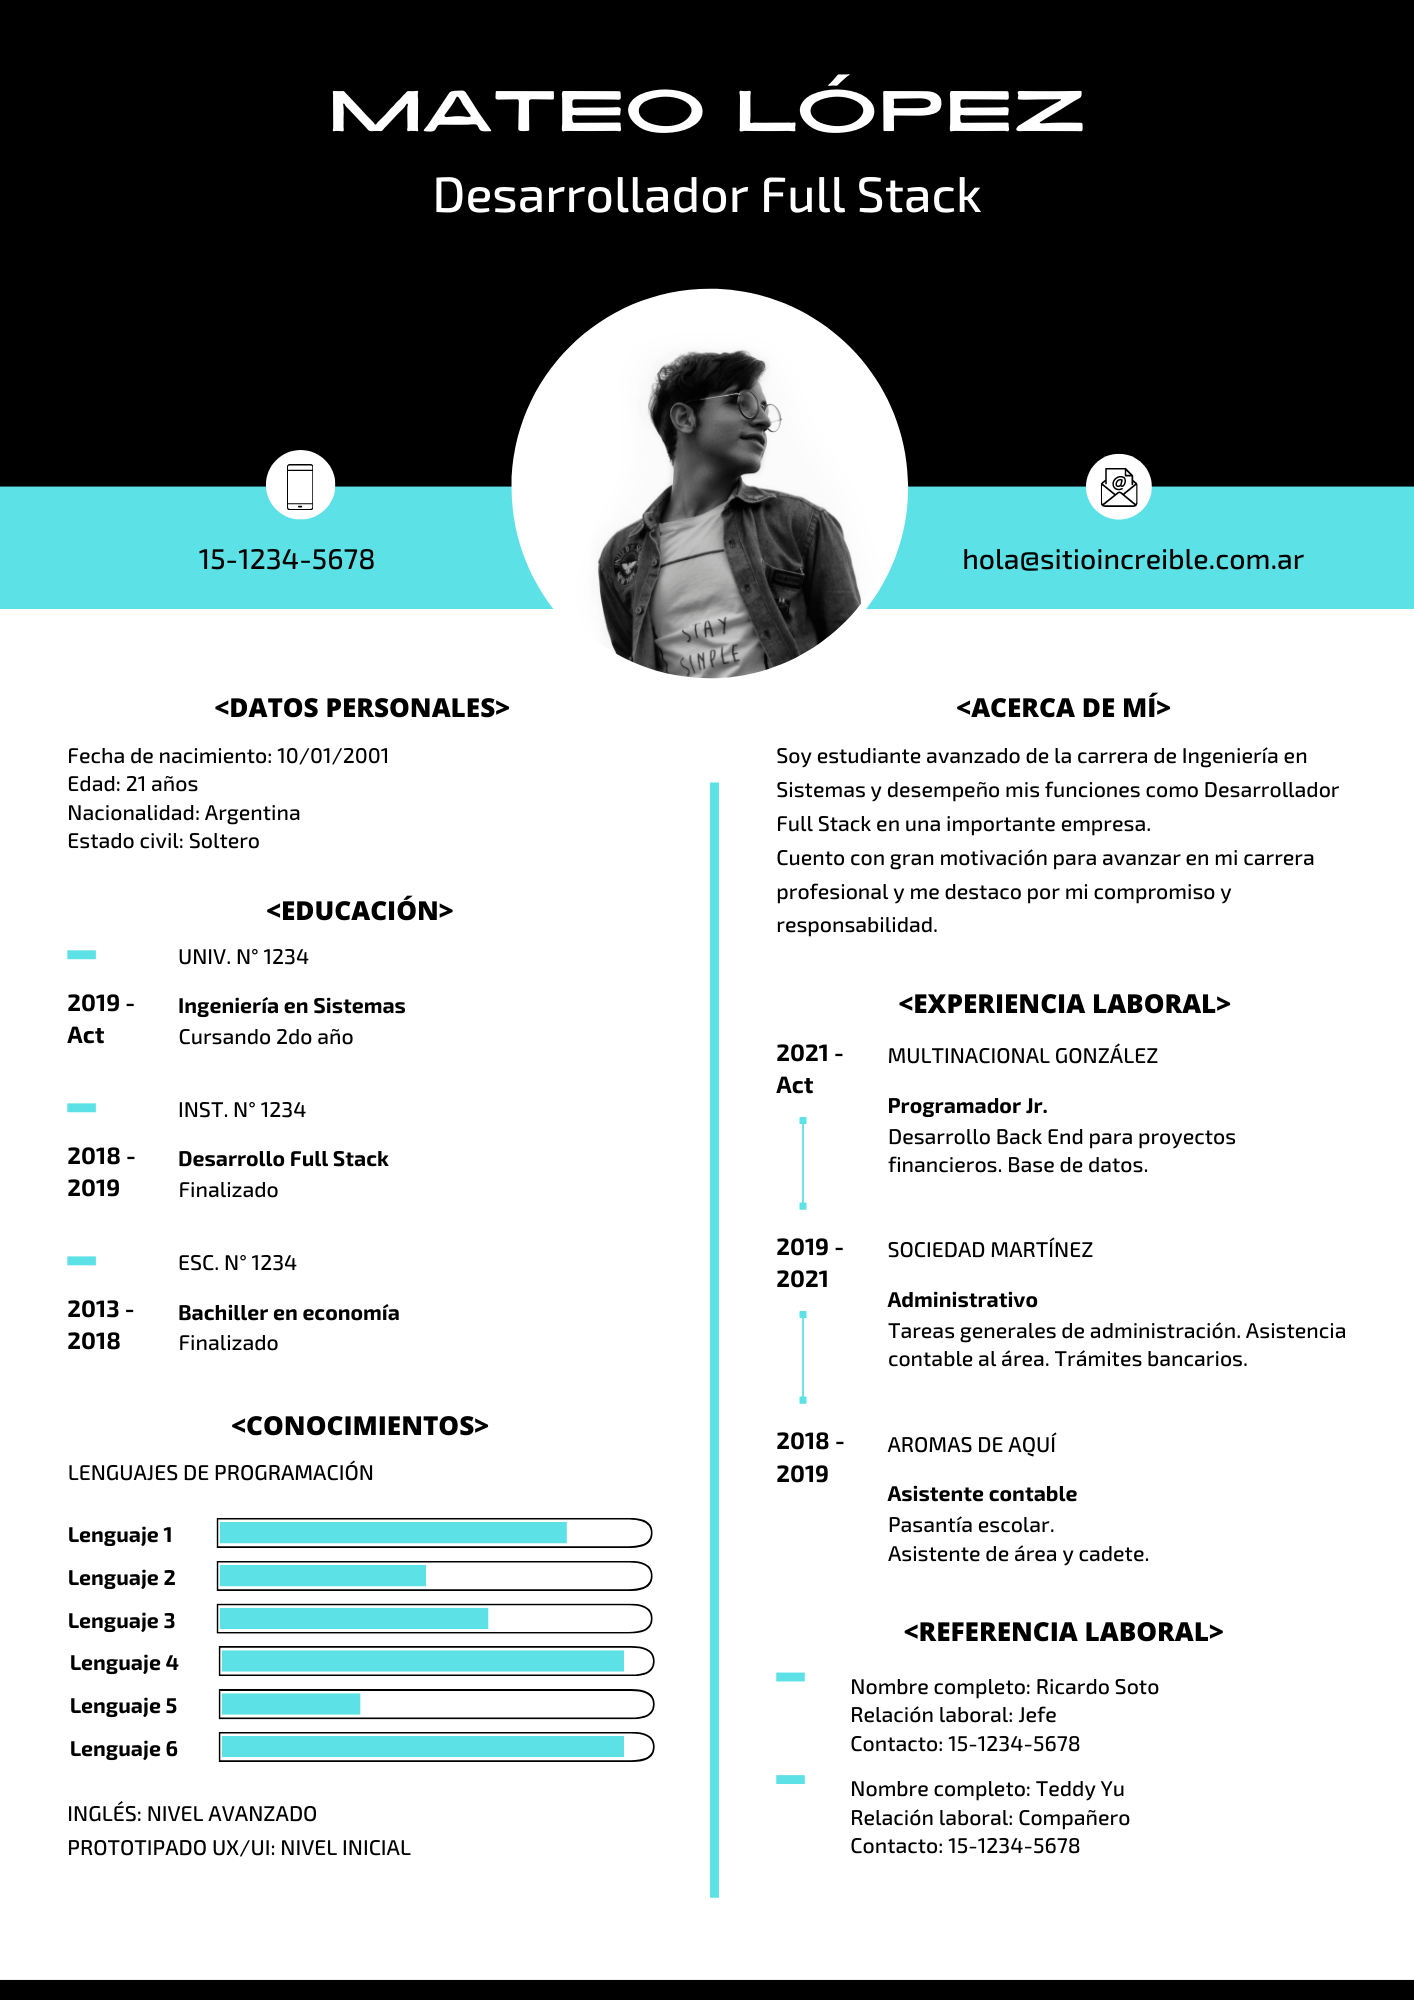 MATEO LÓPEZ
Desarrollador Full Stack
15-1234-5678
hola@sitioincreible.com.ar
STAY
SIMPLE
<DATOS PERSONALES>
Fecha de nacimiento: 10/01/2001
Edad: 21 años
Nacionalidad: Argentina
Estado civil: Soltero
<EDUCACIÓN>
UNIV. N° 1234
2019 -
Act
Ingeniería en Sistemas
Cursando 2do año
INST. N° 1234
2018 -
2019
Desarrollo Full Stack
Finalizado
ESC. N° 1234
2013 -
2018
Bachiller en economía
Finalizado
<CONOCIMIENTOS>
LENGUAJES DE PROGRAMACIÓN
Lenguaje 1
Lenguaje 2
Lenguaje 3
Lenguaje 4
Lenguaje 5
Lenguaje 6
INGLÉS: NIVEL AVANZADO
PROTOTIPADO UX/UI: NIVEL INICIAL
<ACERCA DE MÍ>
Soy estudiante avanzado de la carrera de Ingeniería en
Sistemas y desempeño mis funciones como Desarrollador
Full Stack en una importante empresa.
Cuento con gran motivación para avanzar en mi carrera
profesional y me destaco por mi compromiso y
responsabilidad.
<EXPERIENCIA LABORAL>
2021 -
Act
MULTINACIONAL GONZÁLEZ
Programador Jr.
Desarrollo Back End para proyectos
financieros. Base de datos.
2019 -
2021
SOCIEDAD MARTÍNEZ
Administrativo
Tareas generales de administración. Asistencia
contable al área. Trámites bancarios.
2018 -
2019
AROMAS DE AQUÍ
Asistente contable
Pasantía escolar.
Asistente de área y cadete.
<REFERENCIA LABORAL>
Nombre completo: Ricardo Soto
Relación laboral: Jefe
Contacto: 15-1234-5678
Nombre completo: Teddy Yu
Relación laboral: Compañero
Contacto: 15-1234-5678